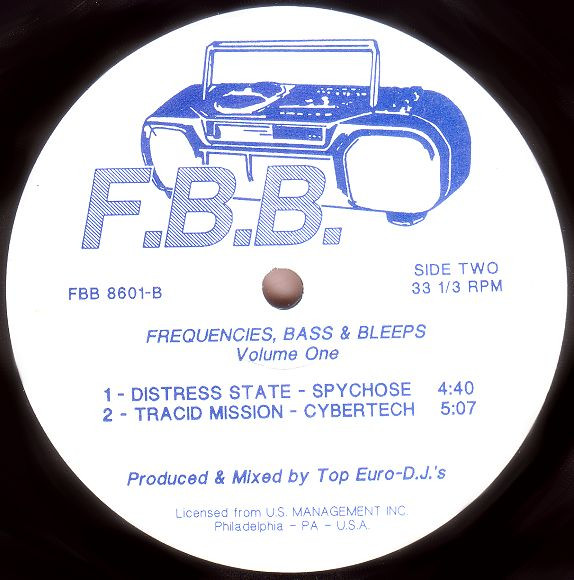 F.B.B.
FBB 8601-B
SIDE TWO
33 1/3 RPM
FREQUENCIES, BASS & BLEEPS
Volume One
1 - DISTRESS STATE - SPYCHOSE 4:40
2 - TRACID MISSION - CYBERTECH 5:07
Produced & Mixed by Top Euro-D.J.'s
Licensed from U.S. MANAGEMENT INC.
Philadelphia - PA - U.S.A.